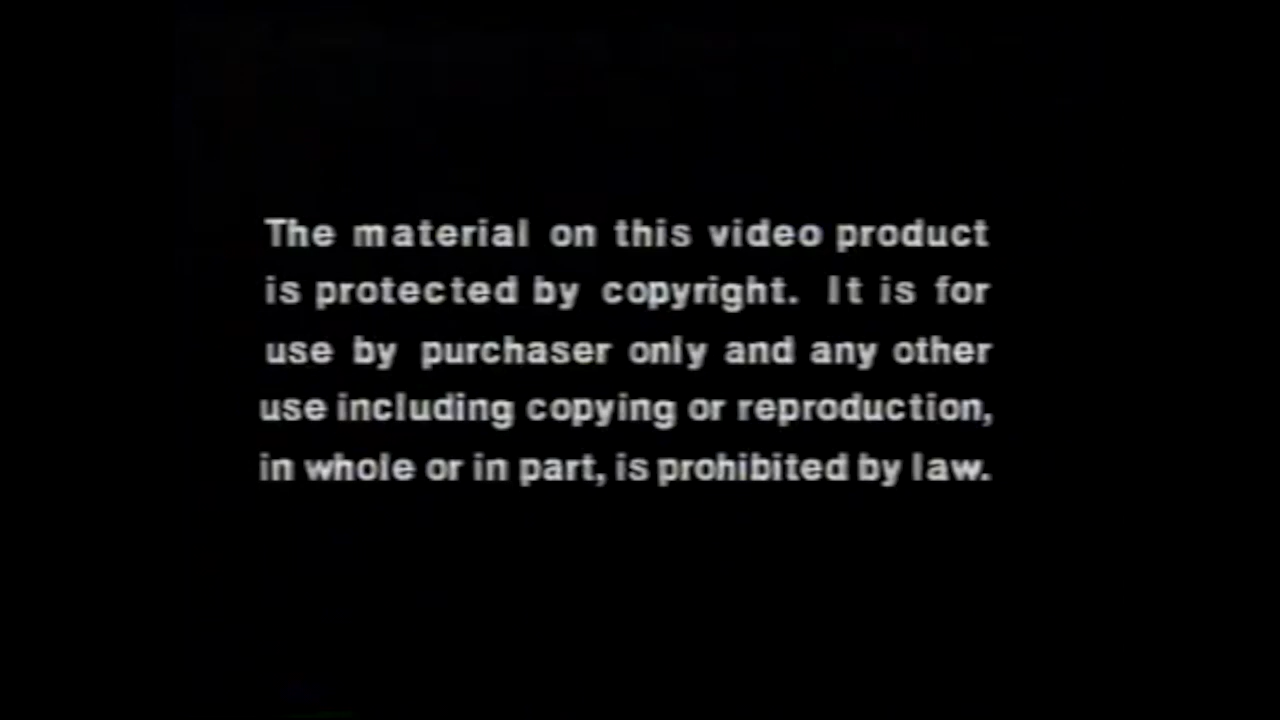 The material on this video product
is protected by copyright. It is for
use by purchaser only and any other
use including copying or reproduction,
in whole or in part, is prohibited by law.